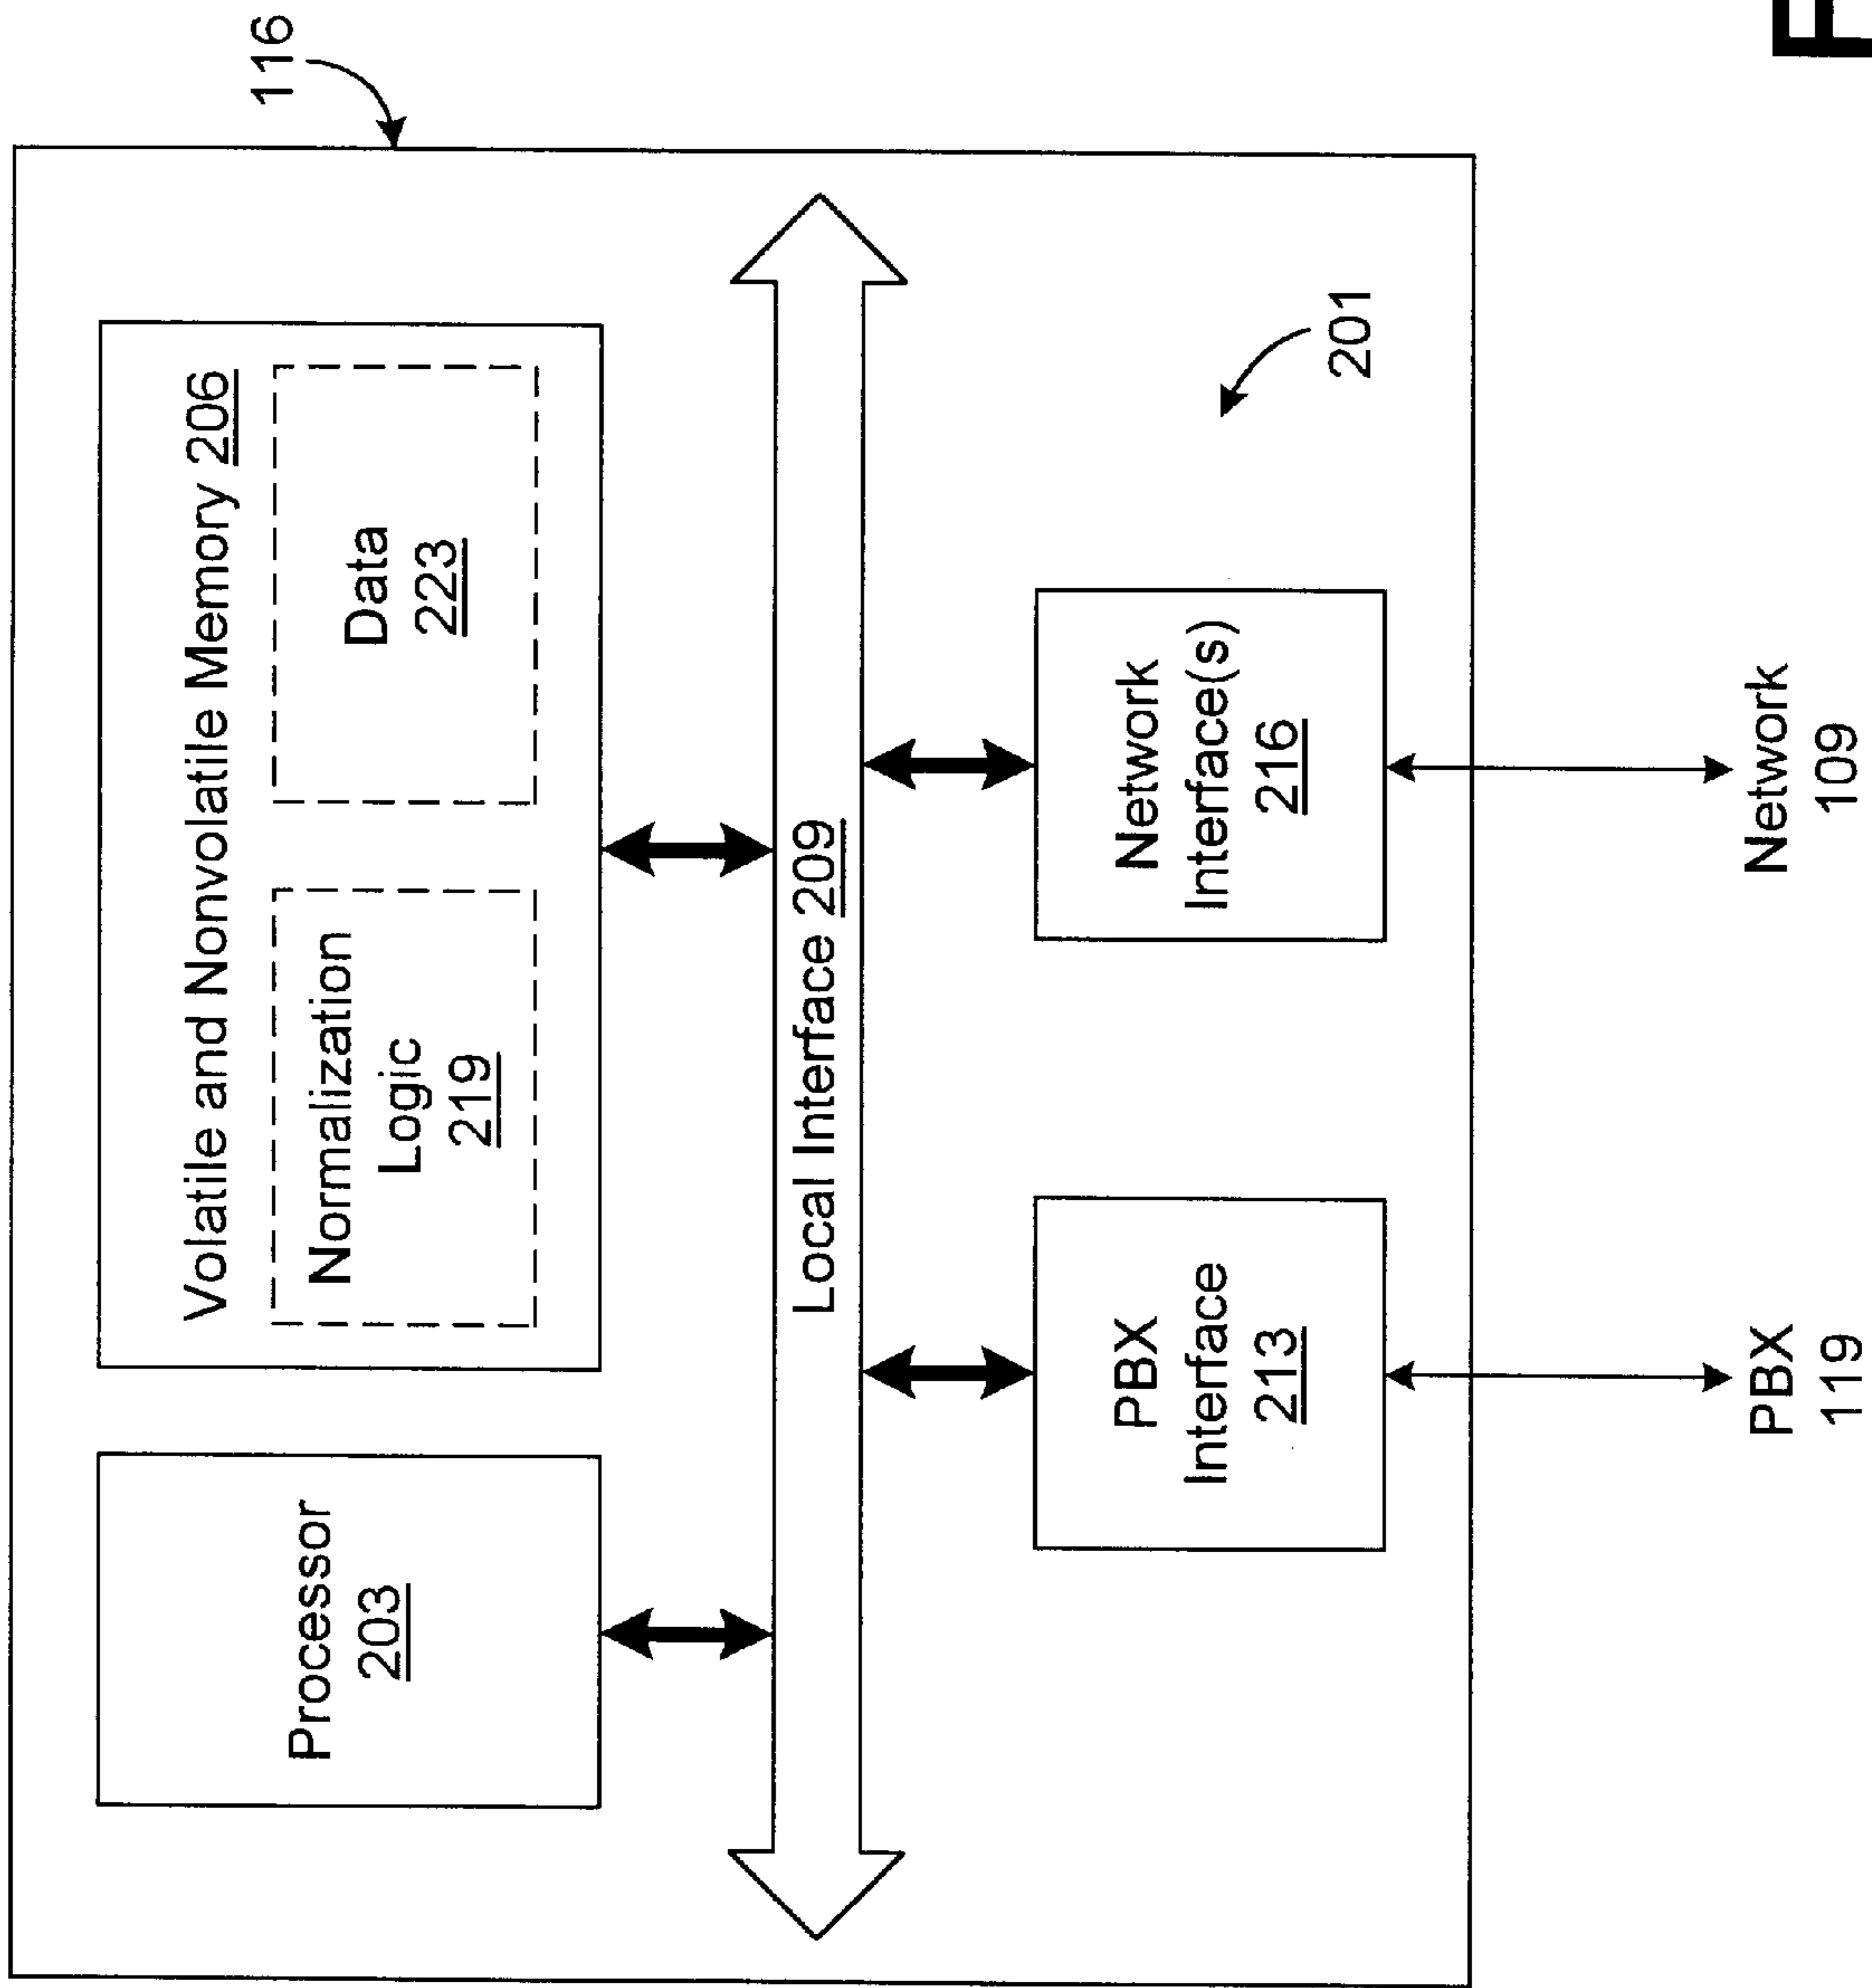 116
Processor
203
Volatile and Nonvolatile Memory 206
Normalization
Logic
219
Data
223
Local Interface 209
PBX
Interface
213
Network
Interface(s)
216
201
PBX
119
Network
109
F